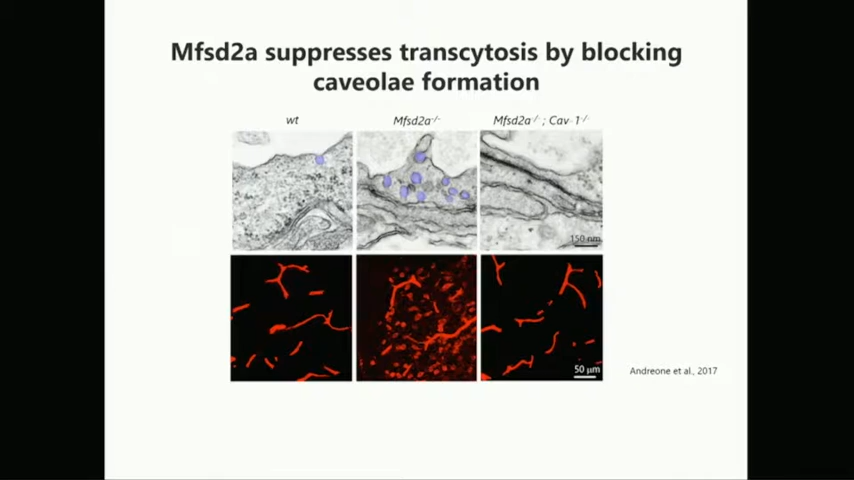 Mfsd2a suppresses transcytosis by blocking
caveolae formation
wt
Mfsd2a-/-
Mfsd2a-/- ; Cav-1-/-
150 nm
50 µm
Andreone et al., 2017